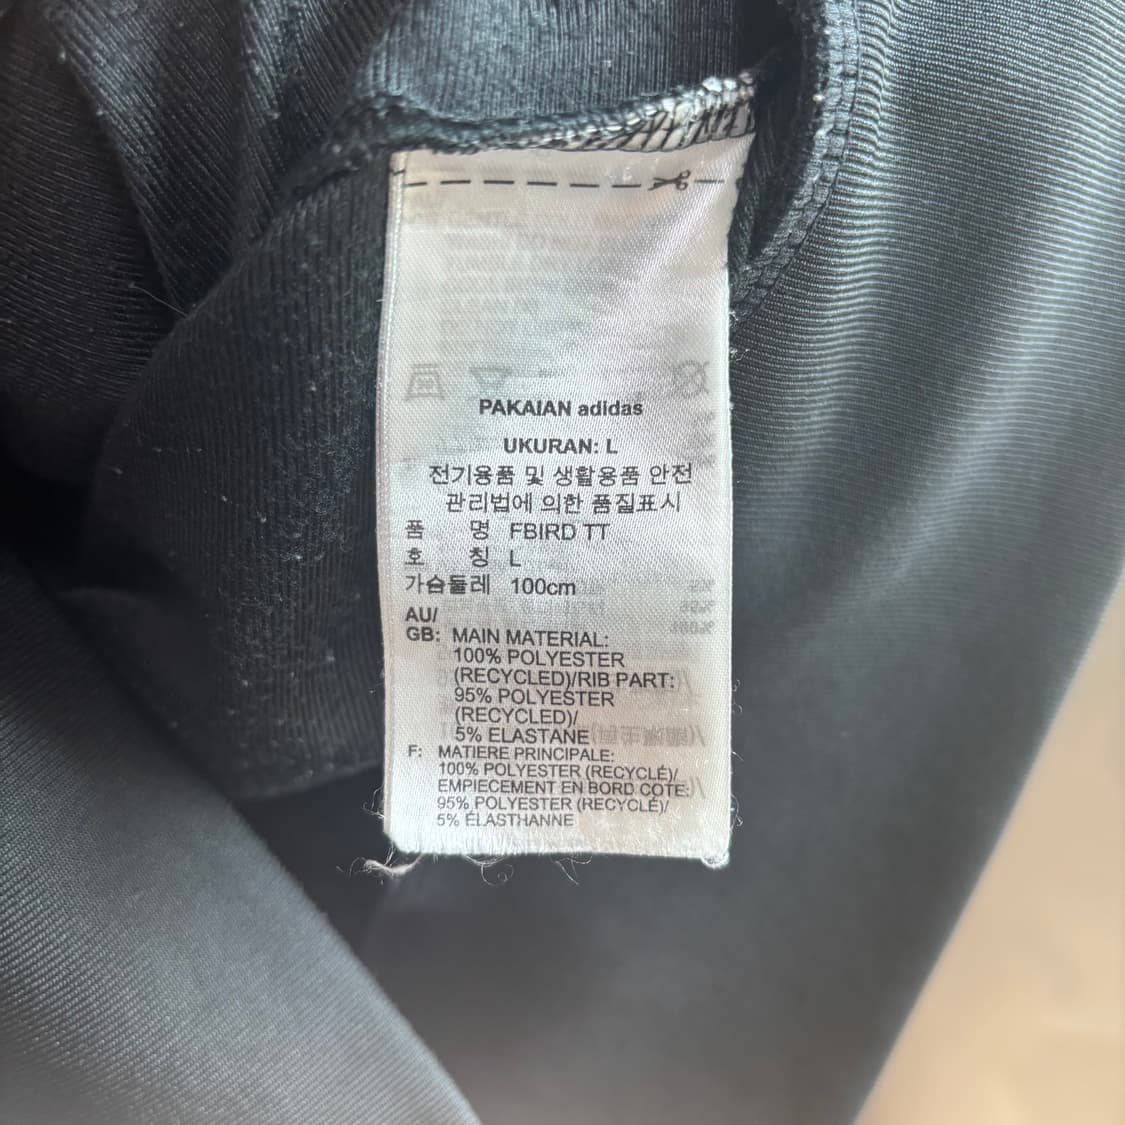 PAKAIAN adidas
UKURAN: L
전기용품 및 생활용품 안전
관리법에 의한 품질표시
품 명 FBIRD TT
호 칭 L
가슴둘레 100cm
AU/
GB: MAIN MATERIAL:
100% POLYESTER
(RECYCLED)/RIB PART:
95% POLYESTER
(RECYCLED)/
5% ELASTANE
F: MATIERE PRINCIPALE:
100% POLYESTER (RECYCLÉ)/
EMPIECEMENT EN BORD COTE:
95% POLYESTER (RECYCLÉ)/
5% ÉLASTHANNE